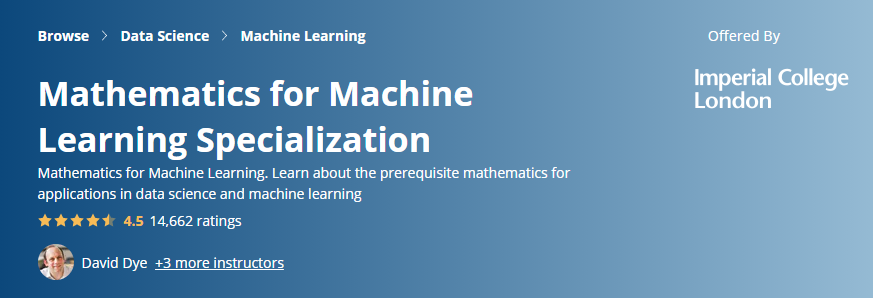 Browse > Data Science > Machine Learning
Offered By
Imperial College
London
Mathematics for Machine
Learning Specialization
Mathematics for Machine Learning. Learn about the prerequisite mathematics for
applications in data science and machine learning
4.5 14,662 ratings
David Dye +3 more instructors